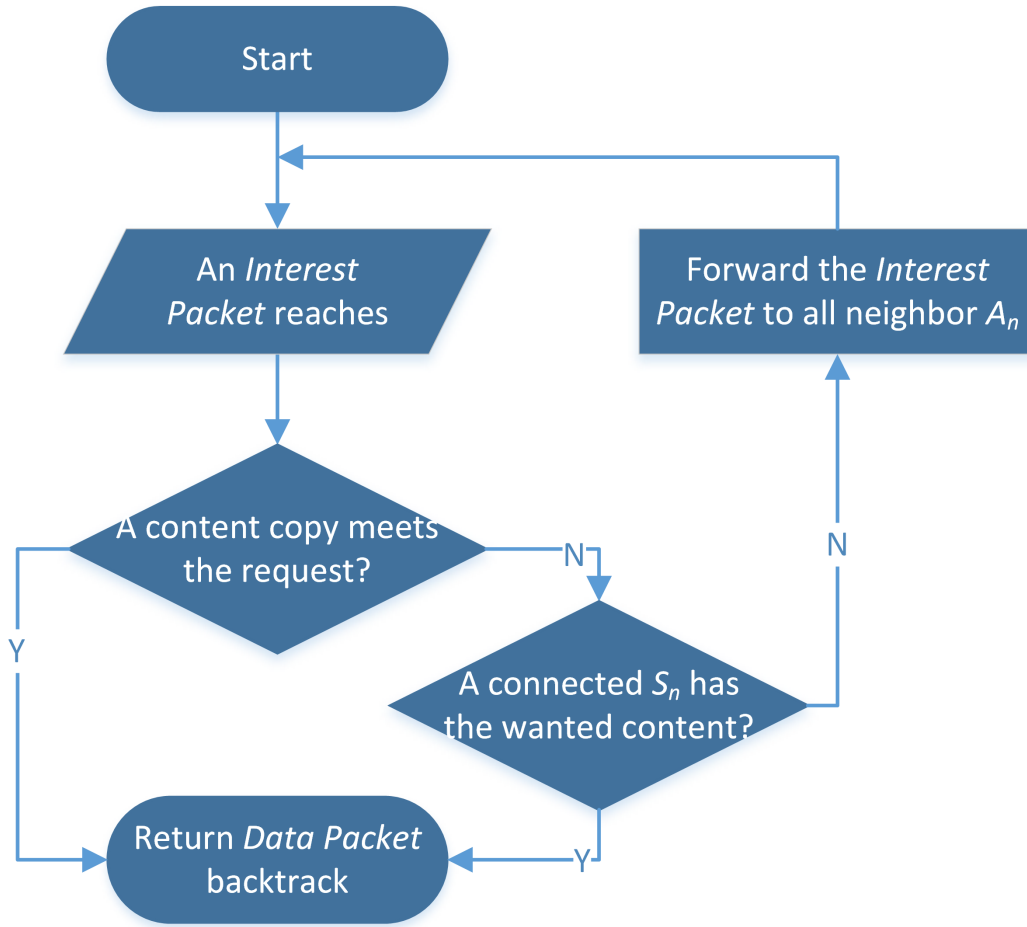 Start
An Interest
Packet reaches
Forward the Interest
Packet to all neighbor Aₙ
A content copy meets
the request?
N
N
Y
A connected Sₙ has
the wanted content?
Return Data Packet
backtrack
Y